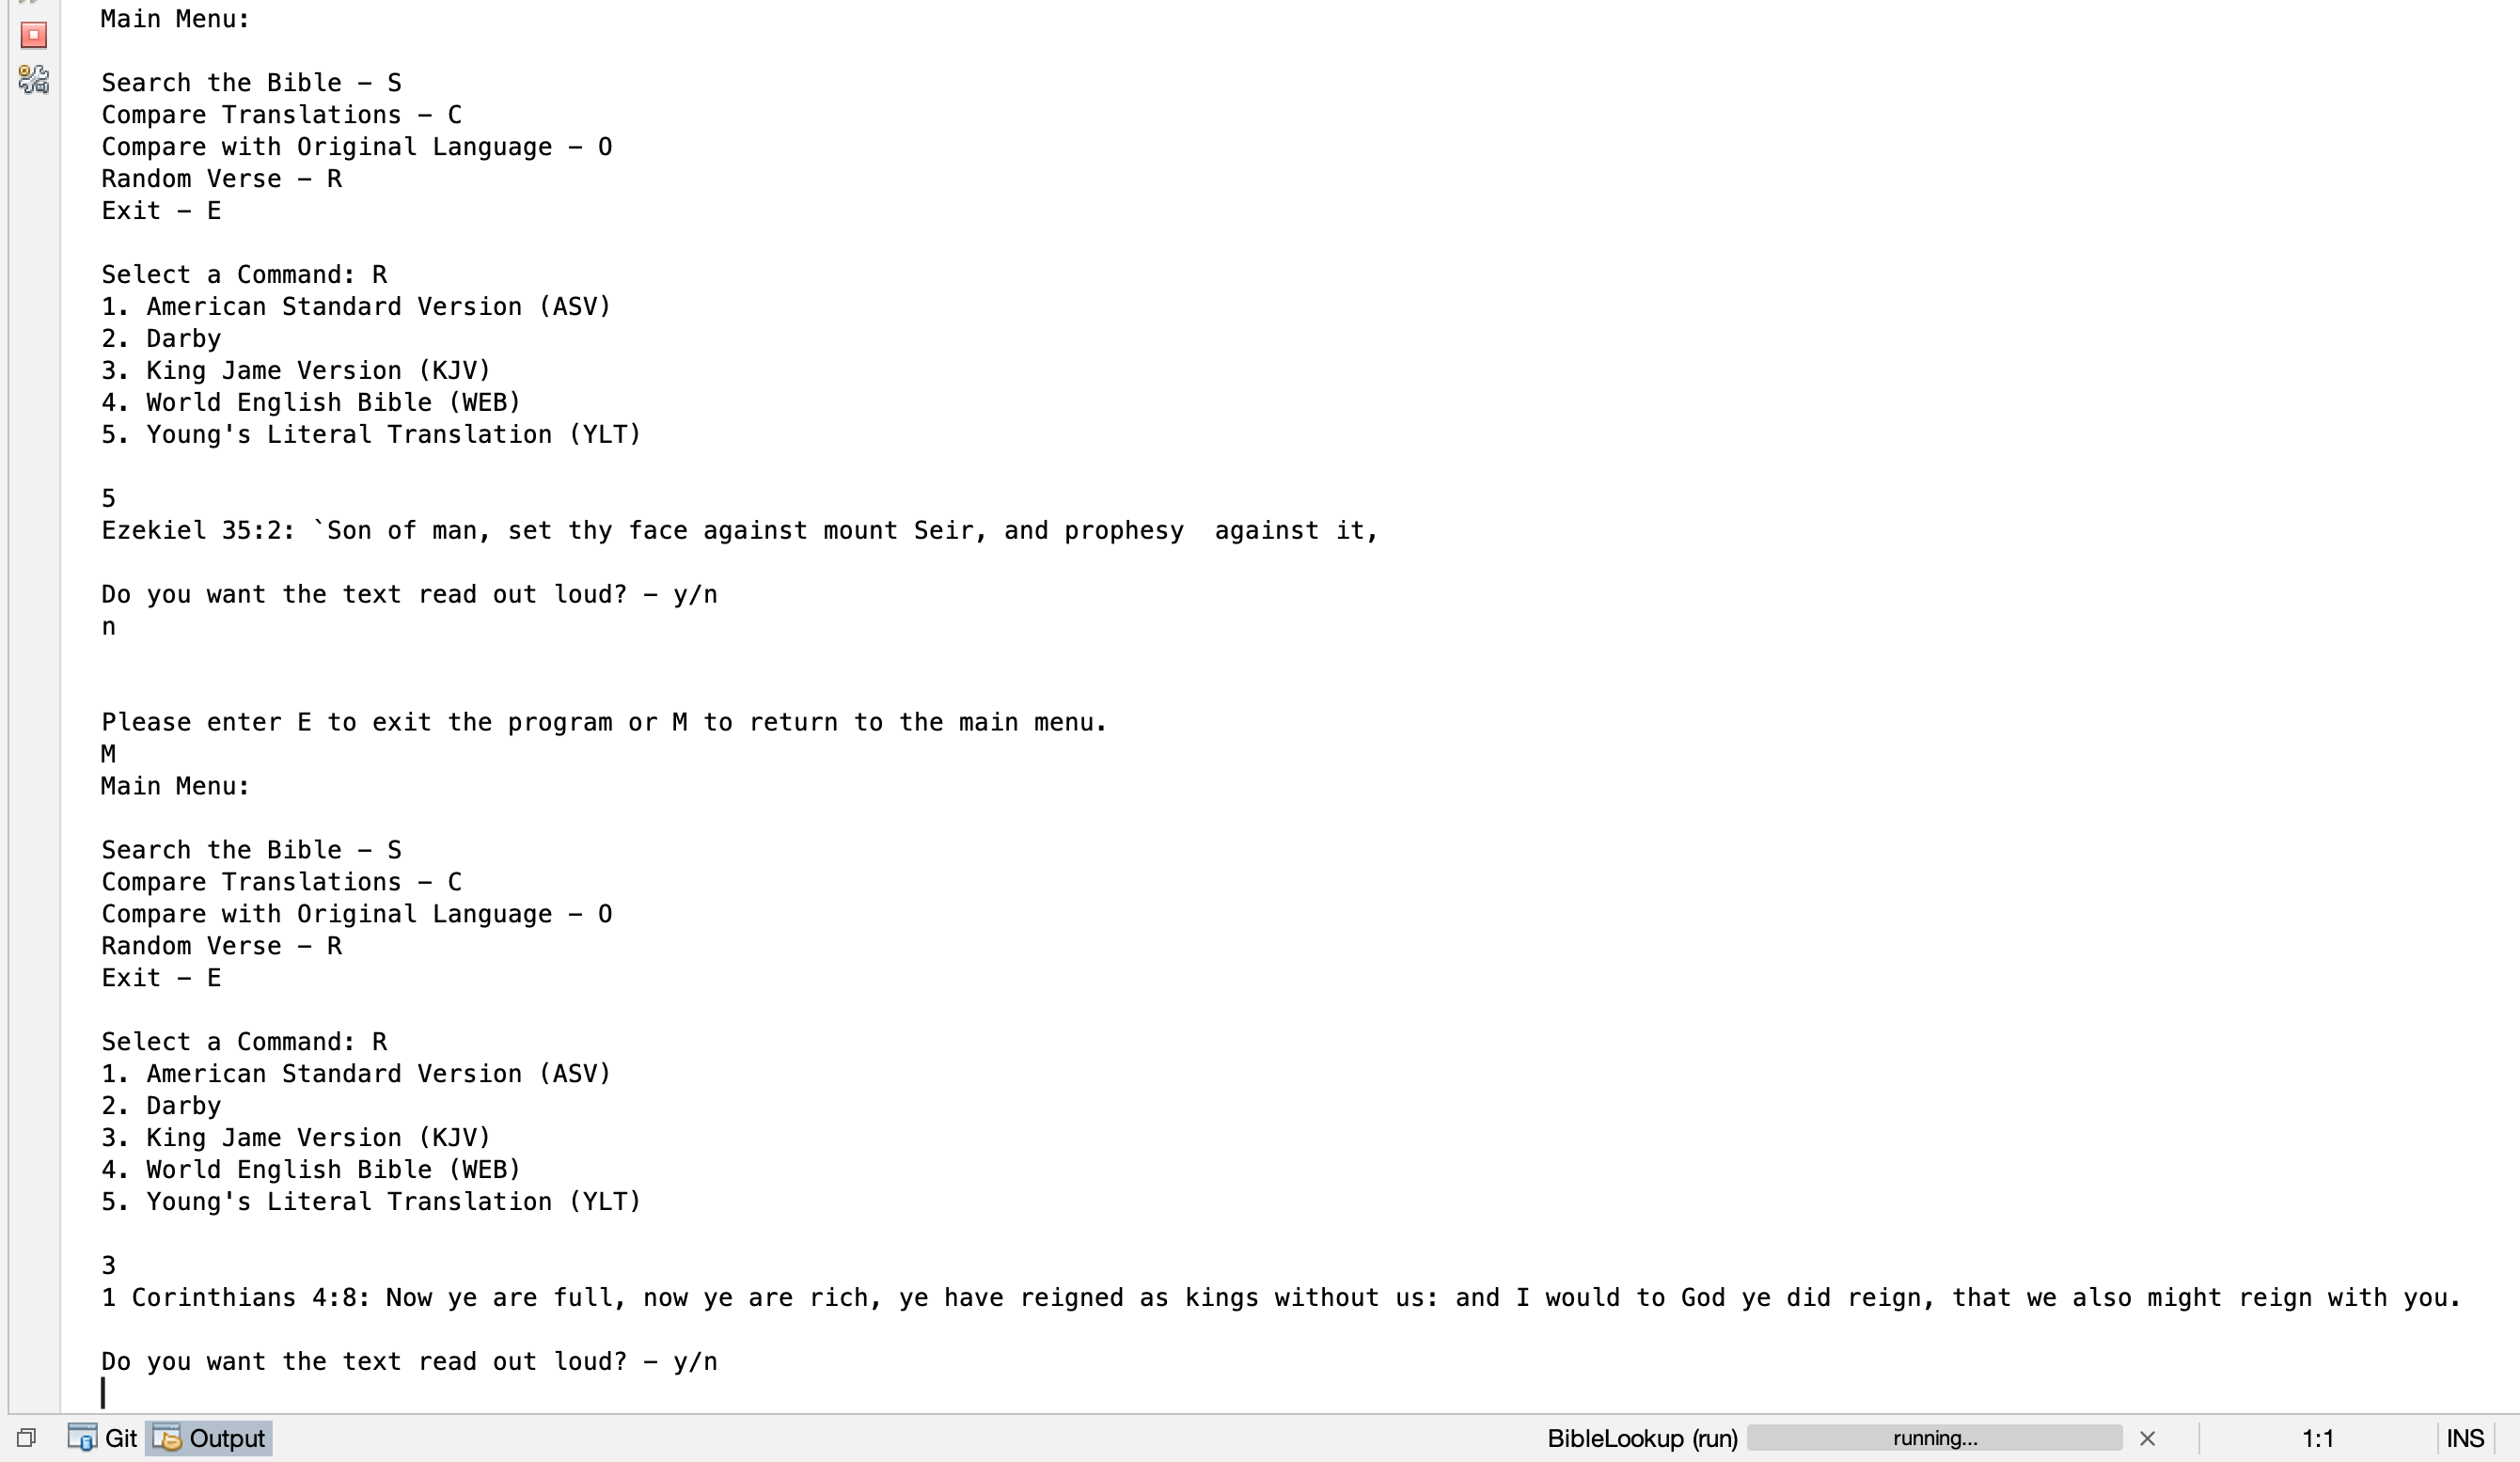 Main Menu:
Search the Bible – S
Compare Translations – C
Compare with Original Language – O
Random Verse – R
Exit – E
Select a Command: R
1. American Standard Version (ASV)
2. Darby
3. King Jame Version (KJV)
4. World English Bible (WEB)
5. Young's Literal Translation (YLT)
5
Ezekiel 35:2: `Son of man, set thy face against mount Seir, and prophesy  against it,
Do you want the text read out loud? – y/n
n
Please enter E to exit the program or M to return to the main menu.
M
Main Menu:
Search the Bible – S
Compare Translations – C
Compare with Original Language – O
Random Verse – R
Exit – E
Select a Command: R
1. American Standard Version (ASV)
2. Darby
3. King Jame Version (KJV)
4. World English Bible (WEB)
5. Young's Literal Translation (YLT)
3
1 Corinthians 4:8: Now ye are full, now ye are rich, ye have reigned as kings without us: and I would to God ye did reign, that we also might reign with you.
Do you want the text read out loud? – y/n
Git Output BibleLookup (run) running... 1:1 INS